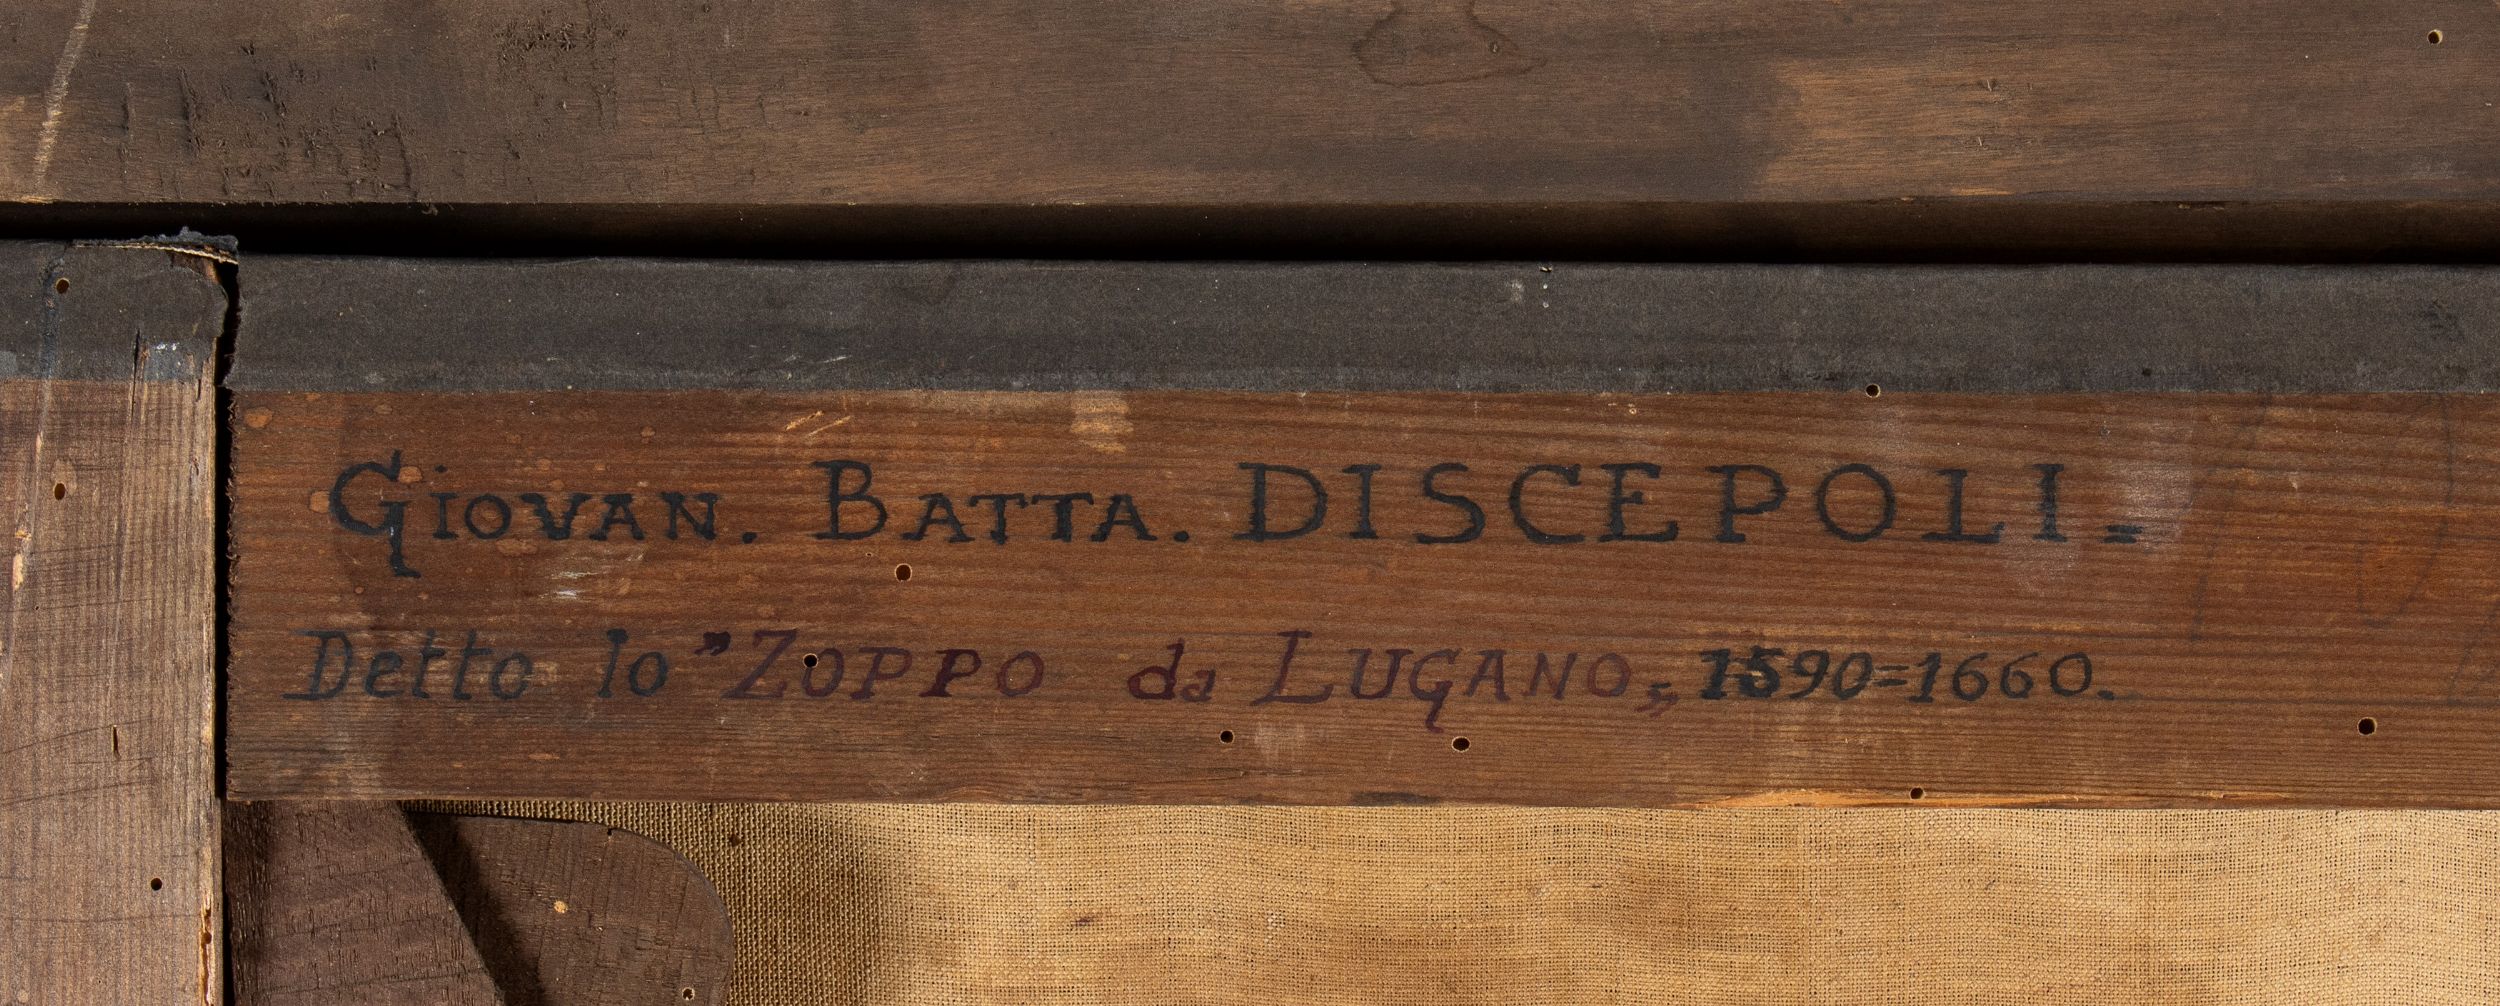 Giovan. Batta. DISCEPOLI.=
Detto lo "Zoppo da Lugano„ 1590=1660.